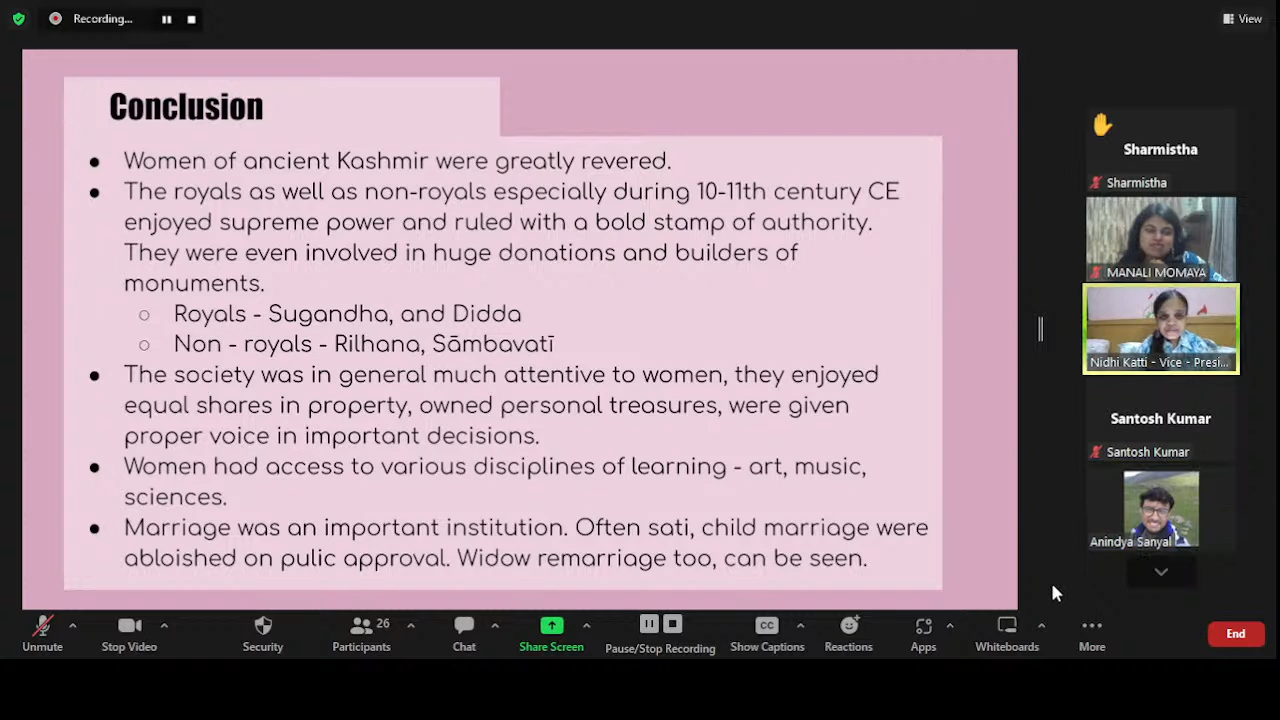 Recording...
View
Conclusion
Women of ancient Kashmir were greatly revered.
The royals as well as nan-royals especially during 10-11th century CE
enjoyed supreme power and ruled with a bold stamp of authority.
They were even involved in huge donations and builders of
monuments.
Royals - Sugandha, and Didda
Non - royals - Rilhana, Sāmbavatī
The society was in general much attentive to women, they enjoyed
equal shares in property, owned personal treasures, were given
proper voice in important decisions.
Women had access to various disciplines of learning - art, music,
sciences.
Marriage was an important institution. Often sati, child marriage were
abloished on pulic approval. Widow remarriage too, can be seen.
Sharmistha
Sharmistha
MANALI MOMAYA
Nidhi Katti - Vice - Presi...
Santosh Kumar
Santosh Kumar
Anindya Sanyal
Unmute
Stop Video
Security
26
Participants
Chat
Share Screen
Pause/Stop Recording
CC
Show Captions
Reactions
Apps
Whiteboards
More
End